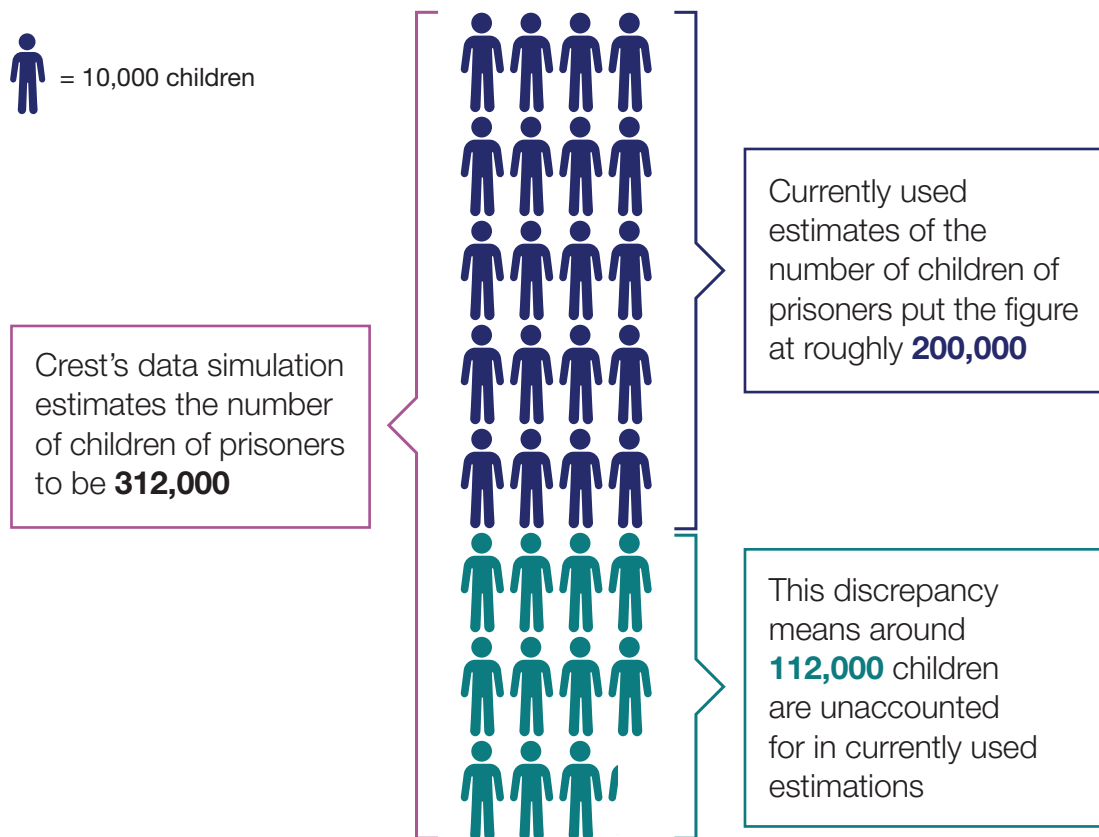 = 10,000 children
Currently used
estimates of the
number of children of
prisoners put the figure
at roughly 200,000
Crest’s data simulation
estimates the number
of children of prisoners
to be 312,000
This discrepancy
means around
112,000 children
are unaccounted
for in currently used
estimations